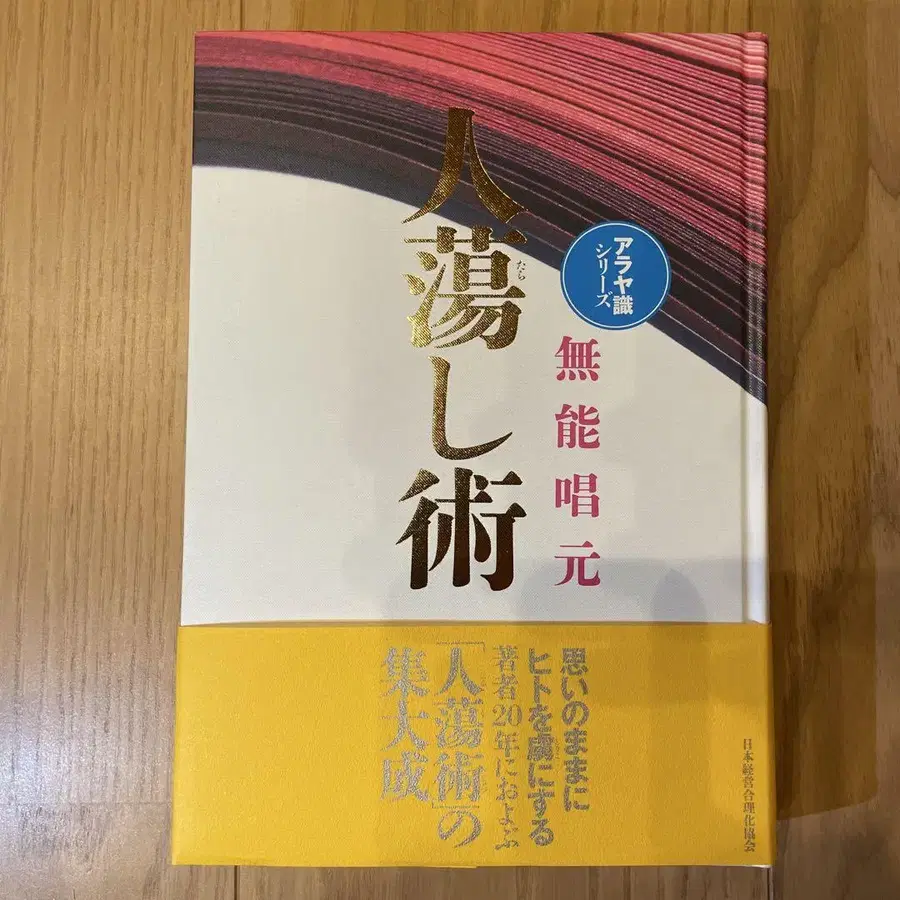 人蕩し術
たら
アラヤ識
シリーズ
無能唱元
思いのままに
ヒトを虜にする
著者20年におよぶ
「人蕩術」の
集大成
日本経営合理化協会